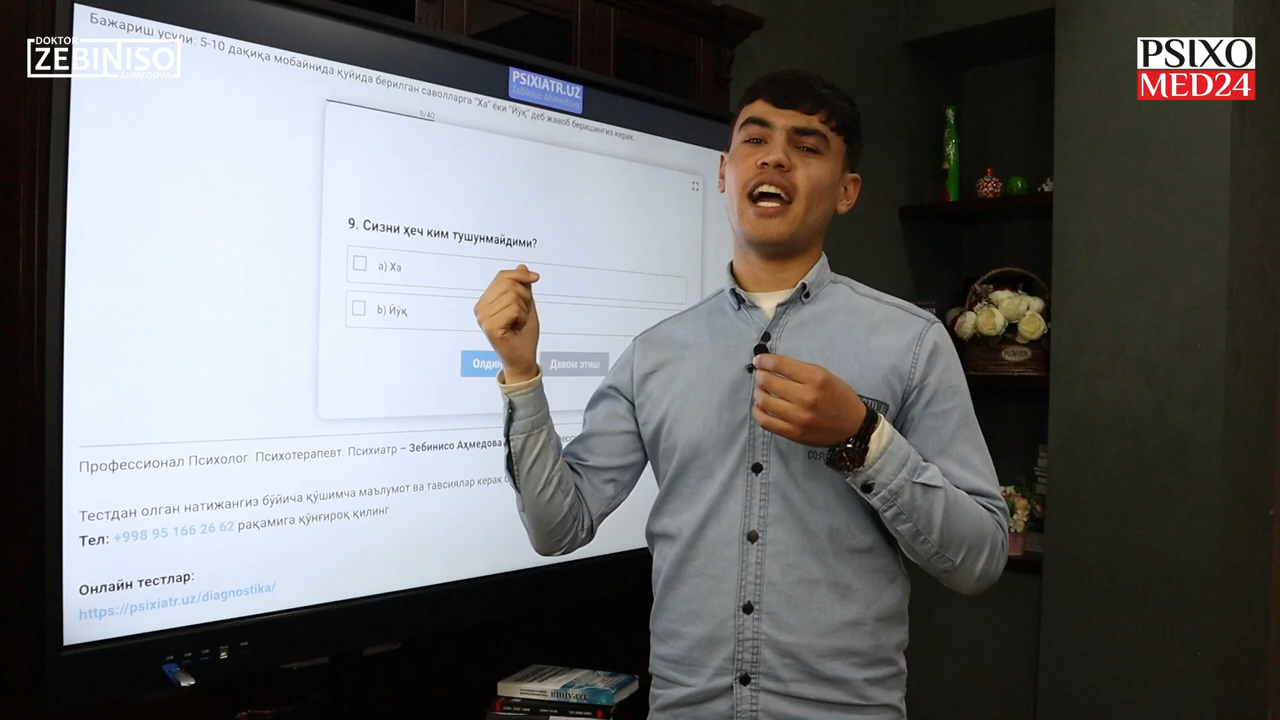 DOKTOR
ZEBINISO
AHMEDOVA
PSIXO
MED24
Бажариш усули: 5-10 дақиқа мобайнида қуйида берилган саволларга "Ха" ёки "Йўқ" деб жавоб беришингиз керак.
PSIXIATR.UZ
Zebiniso Ahmedova
9/40
9. Сизни ҳеч ким тушунмайдими?
a) Ха
b) Йўқ
Давом этиш
Профессионал Психолог. Психотерапевт. Психиатр – Зебинисо Аҳмедова
Тестдан олган натижангиз бўйича қўшимча маълумот ва тавсиялар керак
Тел: +998 95 166 26 62 рақамига қўнғироқ қилинг
Онлайн тестлар:
https://psixiatr.uz/diagnostika/
FLOWER